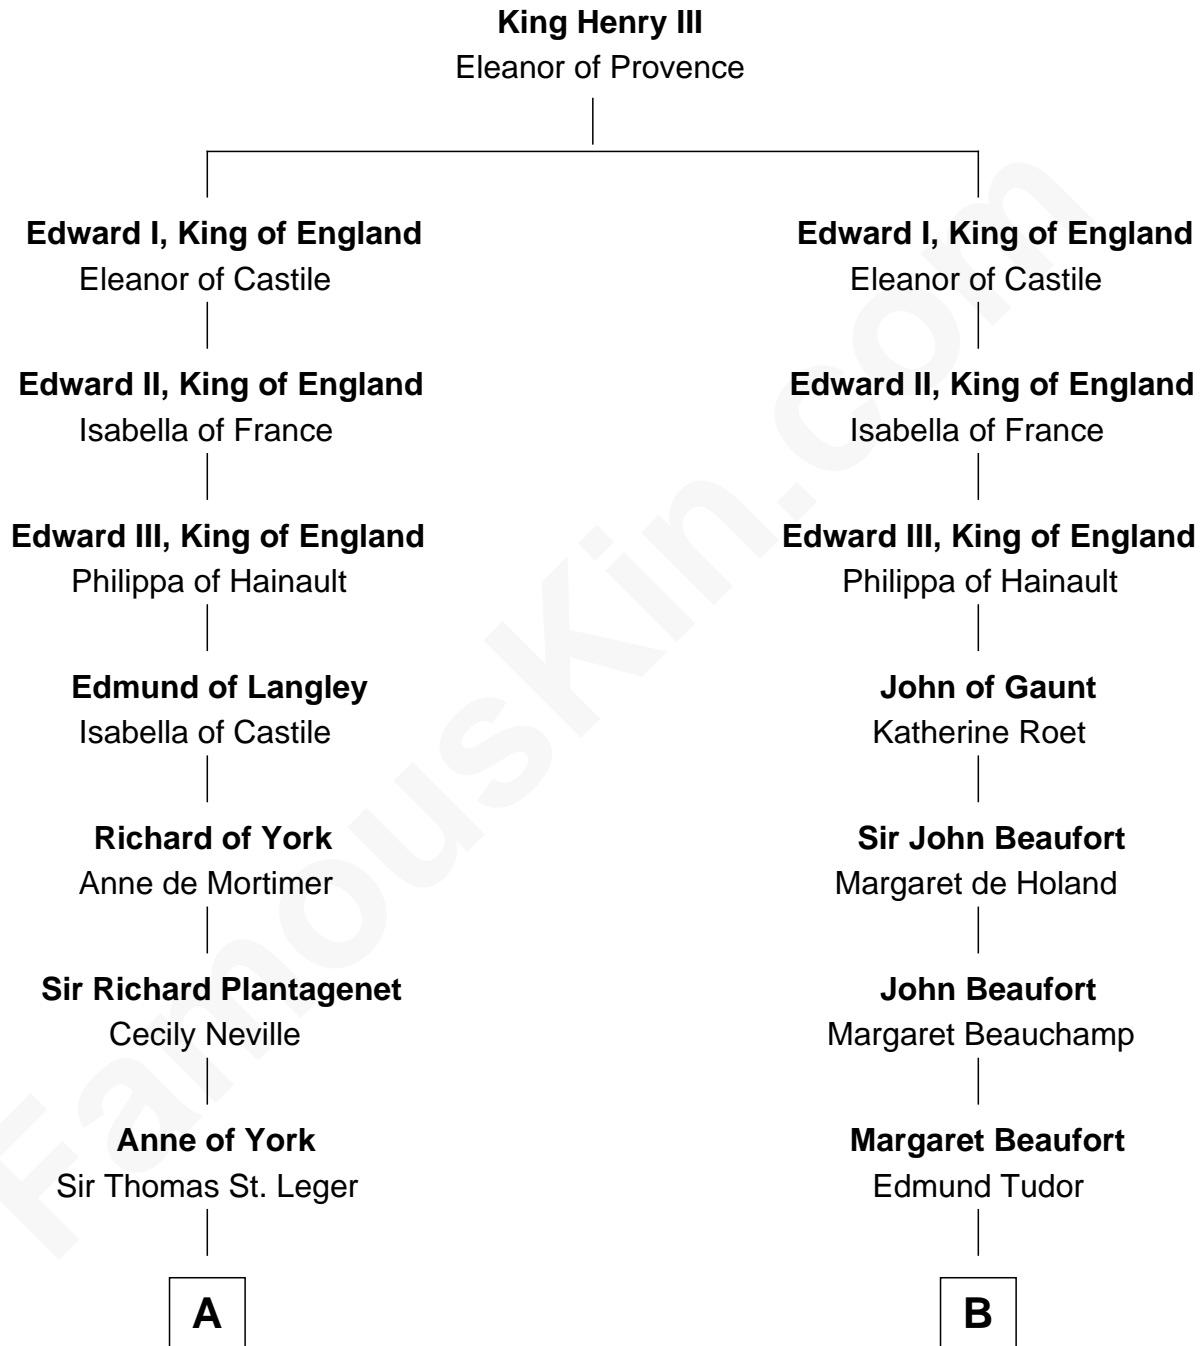 King Henry III
Eleanor of Provence
Edward I, King of England
Eleanor of Castile
Edward II, King of England
Isabella of France
Edward III, King of England
Philippa of Hainault
Edmund of Langley
Isabella of Castile
Richard of York
Anne de Mortimer
Sir Richard Plantagenet
Cecily Neville
Anne of York
Sir Thomas St. Leger
A
Edward I, King of England
Eleanor of Castile
Edward II, King of England
Isabella of France
Edward III, King of England
Philippa of Hainault
John of Gaunt
Katherine Roet
Sir John Beaufort
Margaret de Holand
John Beaufort
Margaret Beauchamp
Margaret Beaufort
Edmund Tudor
B
FamousKin.com